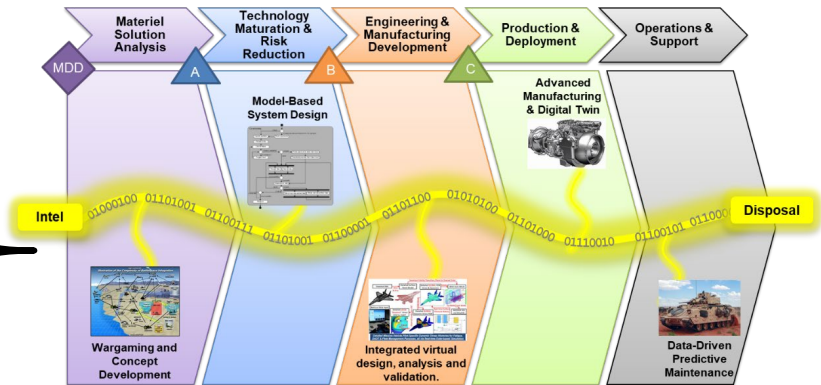 Materiel
Solution
Analysis
Technology
Maturation &
Risk
Reduction
Engineering &
Manufacturing
Development
Production &
Deployment
Operations &
Support
MDD
A
B
C
Model-Based
System Design
Advanced
Manufacturing
& Digital Twin
Intel
01000100 01101001 01100111 01101001 01100001 01101100 01010100 01101000 01110010 01100101 011000
Disposal
Wargaming and
Concept
Development
Integrated virtual
design, analysis and
validation.
Data-Driven
Predictive
Maintenance